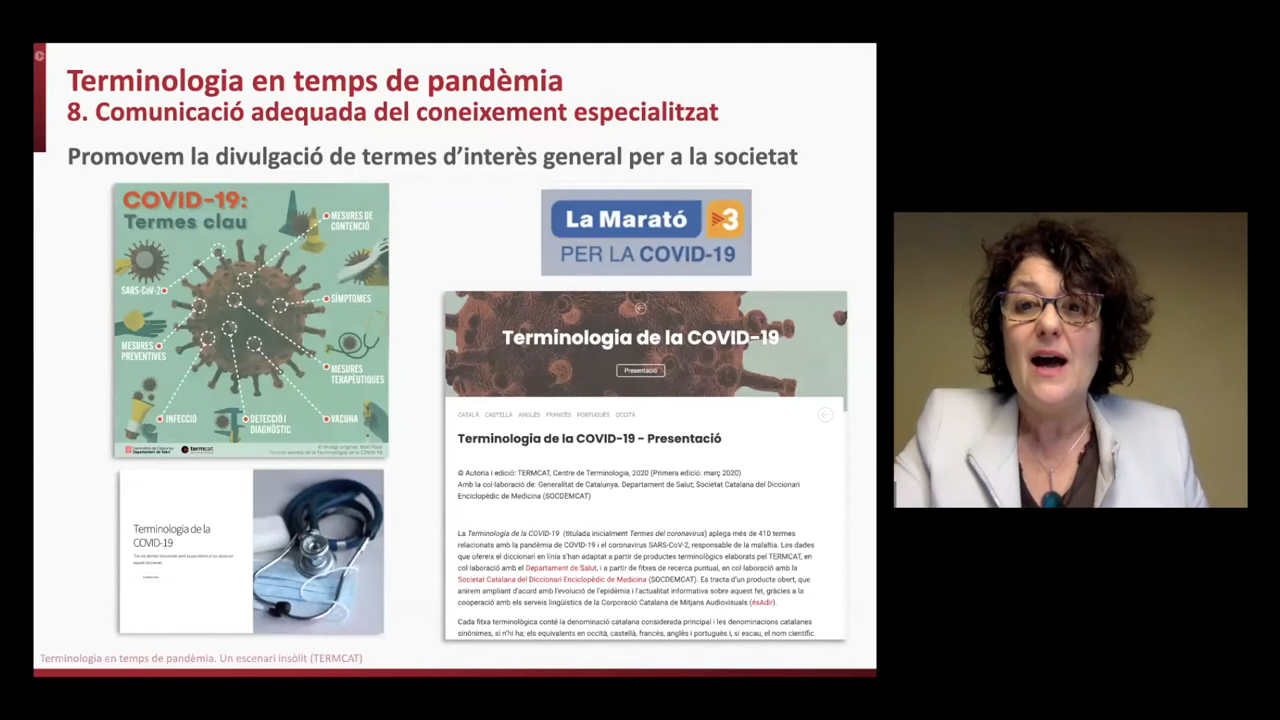 Terminologia en temps de pandèmia
8. Comunicació adequada del coneixement especialitzat
Promovem la divulgació de termes d'interès general per a la societat
COVID-19:
Termes clau
MESURES DE
CONTENCIÓ
SARS-CoV-2
SÍMPTOMES
MESURES
PREVENTIVES
MESURES
TERAPÈUTIQUES
INFECCIÓ
DETECCIÓ I
DIAGNÒSTIC
VACUNA
Generalitat de Catalunya
Departament de Salut
termcat
La Marató 3
PER LA COVID-19
Terminologia de la COVID-19
Presentació
CATALÀ CASTELLÀ ANGLÈS FRANCÈS PORTUGUÈS OCCITÀ
Terminologia de la COVID-19 - Presentació
© Autoria i edició: TERMCAT, Centre de Terminologia, 2020 (Primera edició: març 2020)
Amb la col·laboració de: Generalitat de Catalunya. Departament de Salut; Societat Catalana del Diccionari
Enciclopèdic de Medicina (SOCDEMCAT)
La Terminologia de la COVID-19 (titulada inicialment Termes del coronavirus) aplega més de 410 termes
relacionats amb la pandèmia de COVID-19 i el coronavirus SARS-CoV-2, responsable de la malaltia. Les dades
que ofereix el diccionari en línia s'han adaptat a partir de productes terminològics elaborats pel TERMCAT, en
col·laboració amb el Departament de Salut, i a partir de fitxes de recerca puntual, en col·laboració amb la
Societat Catalana del Diccionari Enciclopèdic de Medicina (SOCDEMCAT). Es tracta d'un producte obert, que
anirem ampliant d'acord amb l'evolució de l'epidèmia i l'actualitat informativa sobre aquest fet, gràcies a la
cooperació amb els serveis lingüístics de la Corporació Catalana de Mitjans Audiovisuals (ésAdir).
Cada fitxa terminològica conté la denominació catalana considerada principal i les denominacions catalanes
sinònimes, si n'hi ha; els equivalents en occità, castellà, francès, anglès i portuguès i, si escau, el nom científic.
Terminologia de la
COVID-19
Terminologia en temps de pandèmia. Un escenari insòlit (TERMCAT)